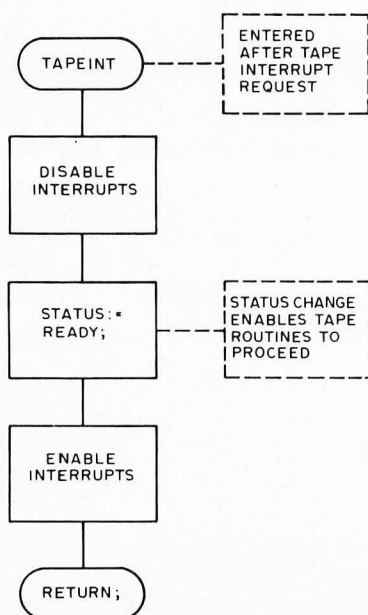 TAPEINT
ENTERED
AFTER TAPE
INTERRUPT
REQUEST
DISABLE
INTERRUPTS
STATUS:=
READY;
STATUS CHANGE
ENABLES TAPE
ROUTINES TO
PROCEED
ENABLE
INTERRUPTS
RETURN;